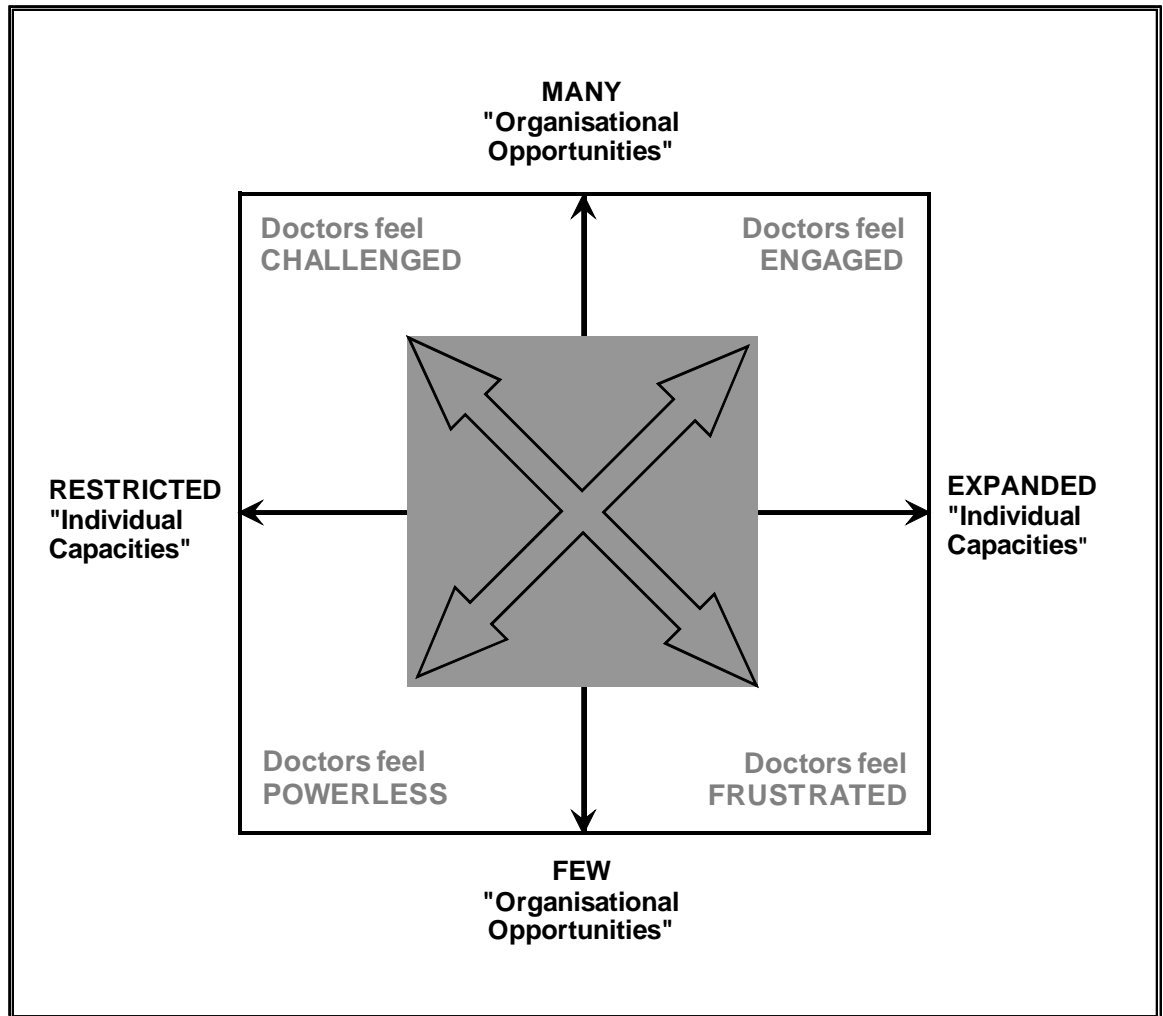 MANY
"Organisational
Opportunities"
Doctors feel
CHALLENGED
Doctors feel
ENGAGED
RESTRICTED
"Individual
Capacities"
EXPANDED
"Individual
Capacities"
Doctors feel
POWERLESS
Doctors feel
FRUSTRATED
FEW
"Organisational
Opportunities"